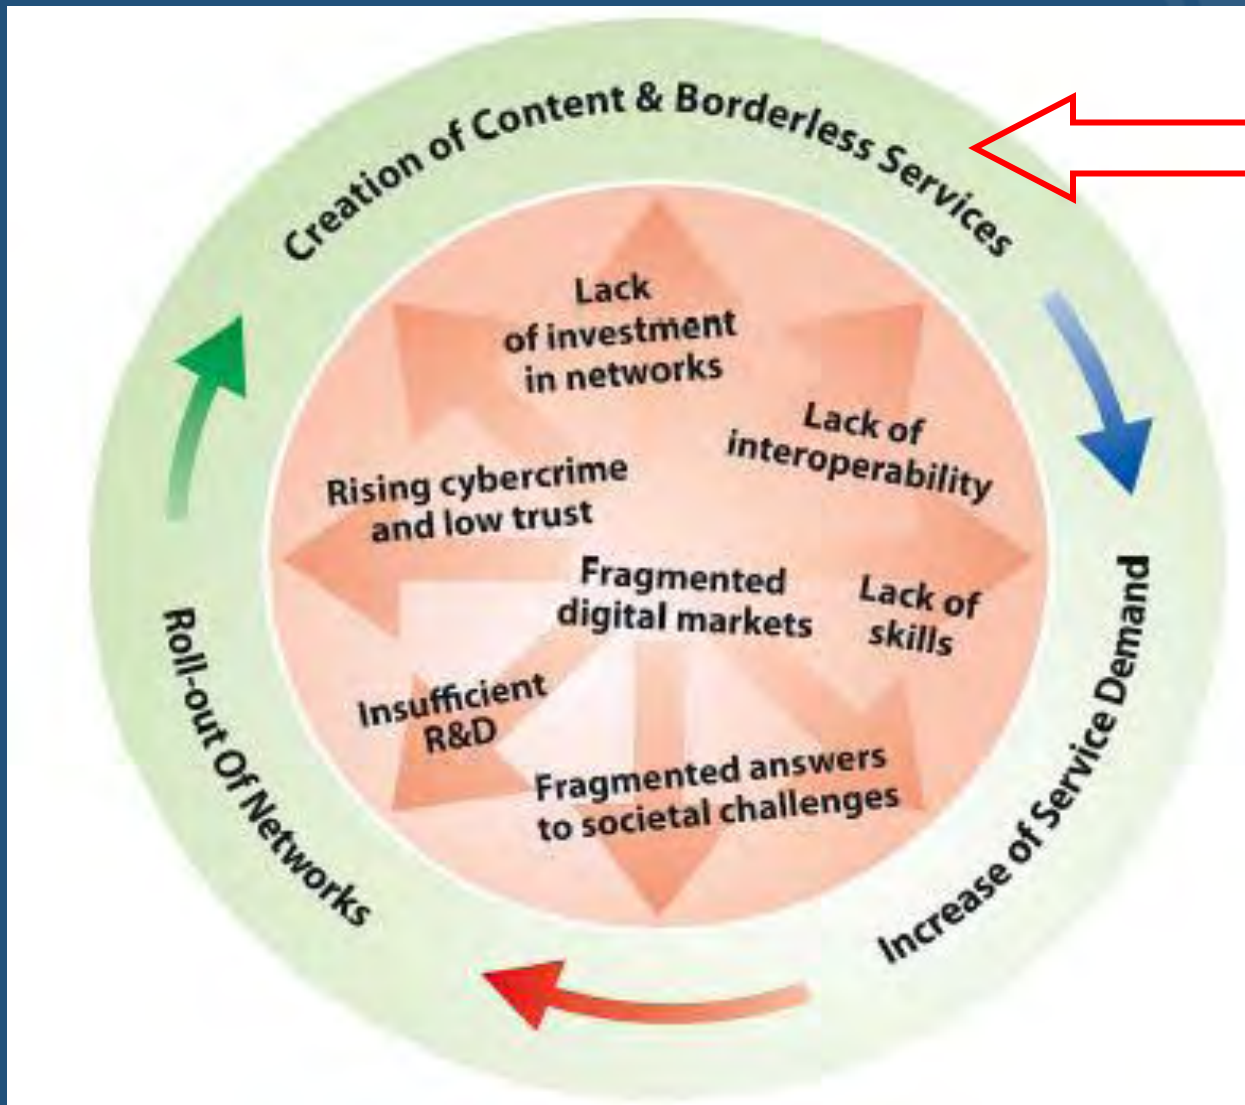 Creation of Content & Borderless Services
Lack
of investment
in networks
Lack of
interoperability
Rising cybercrime
and low trust
Fragmented
digital markets
Lack of
skills
Insufficient
R&D
Fragmented answers
to societal challenges
Increase of Service Demand
Roll-out Of Networks